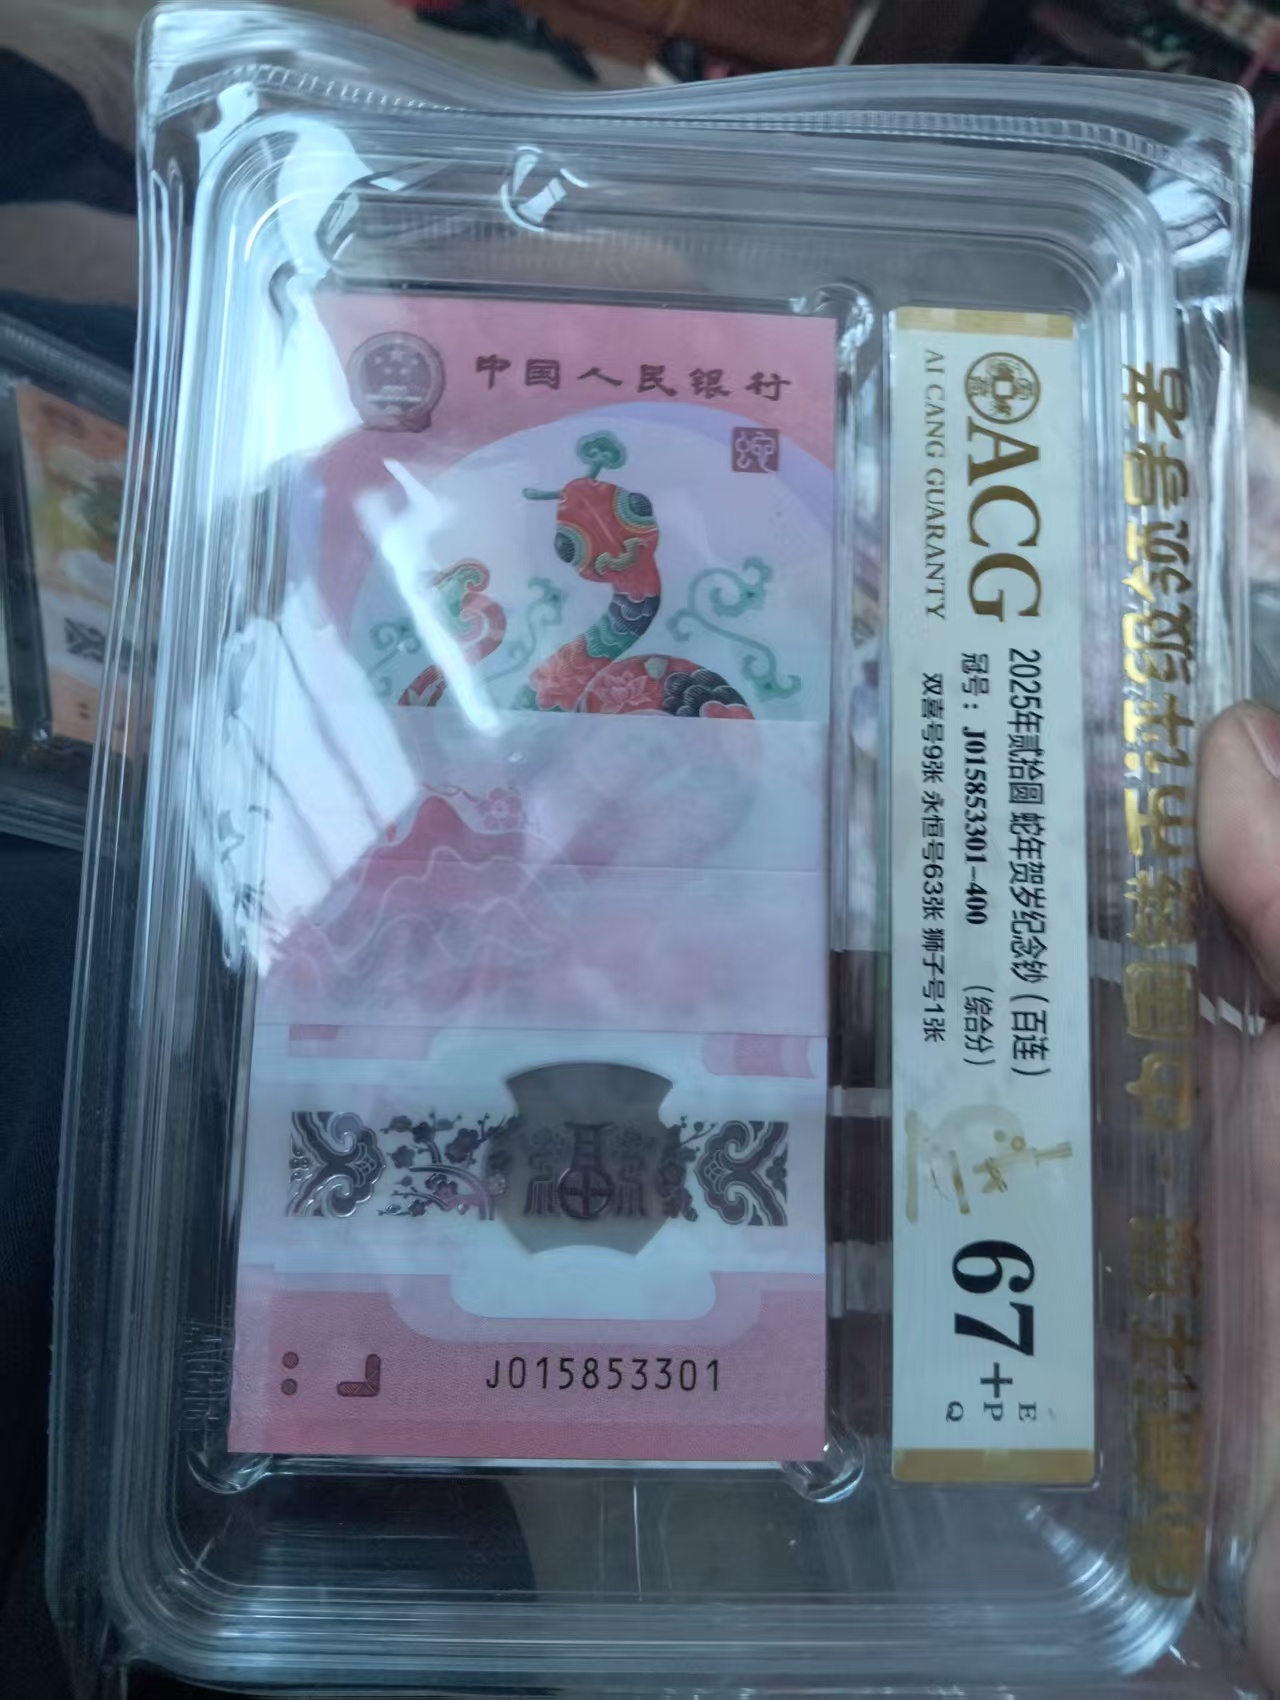 中国人民银行
蛇
J015853301
ACG
AI CANG GUARANTY
2025年贰拾圆 蛇年贺岁纪念钞（百连）
冠号：J015853301-400 （综合分）
双喜号9张 永恒号63张 狮子号1张
67+
E
P
Q